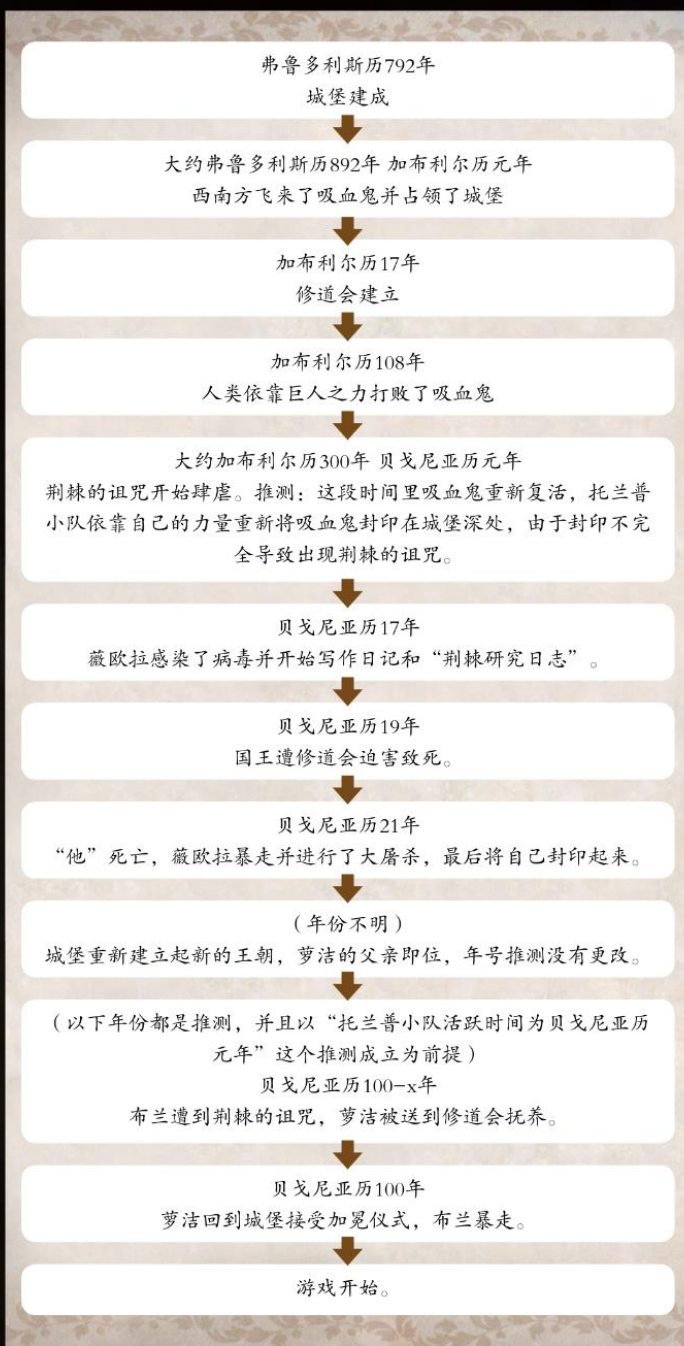 弗鲁多利斯历792年
城堡建成
大约弗鲁多利斯历892年 加布利尔历元年
西南方飞来了吸血鬼并占领了城堡
加布利尔历17年
修道会建立
加布利尔历108年
人类依靠巨人之力打败了吸血鬼
大约加布利尔历300年 贝戈尼亚历元年
荆棘的诅咒开始肆虐。推测：这段时间里吸血鬼重新复活，托兰普
小队依靠自己的力量重新将吸血鬼封印在城堡深处，由于封印不完
全导致出现荆棘的诅咒。
贝戈尼亚历17年
薇欧拉感染了病毒并开始写作日记和“荆棘研究日志”。
贝戈尼亚历19年
国王遭修道会迫害致死。
贝戈尼亚历21年
“他”死亡，薇欧拉暴走并进行了大屠杀，最后将自己封印起来。
（年份不明）
城堡重新建立起新的王朝，萝洁的父亲即位，年号推测没有更改。
（以下年份都是推测，并且以“托兰普小队活跃时间为贝戈尼亚历
元年”这个推测成立为前提）
贝戈尼亚历100-x年
布兰遭到荆棘的诅咒，萝洁被送到修道会抚养。
贝戈尼亚历100年
萝洁回到城堡接受加冕仪式，布兰暴走。
游戏开始。